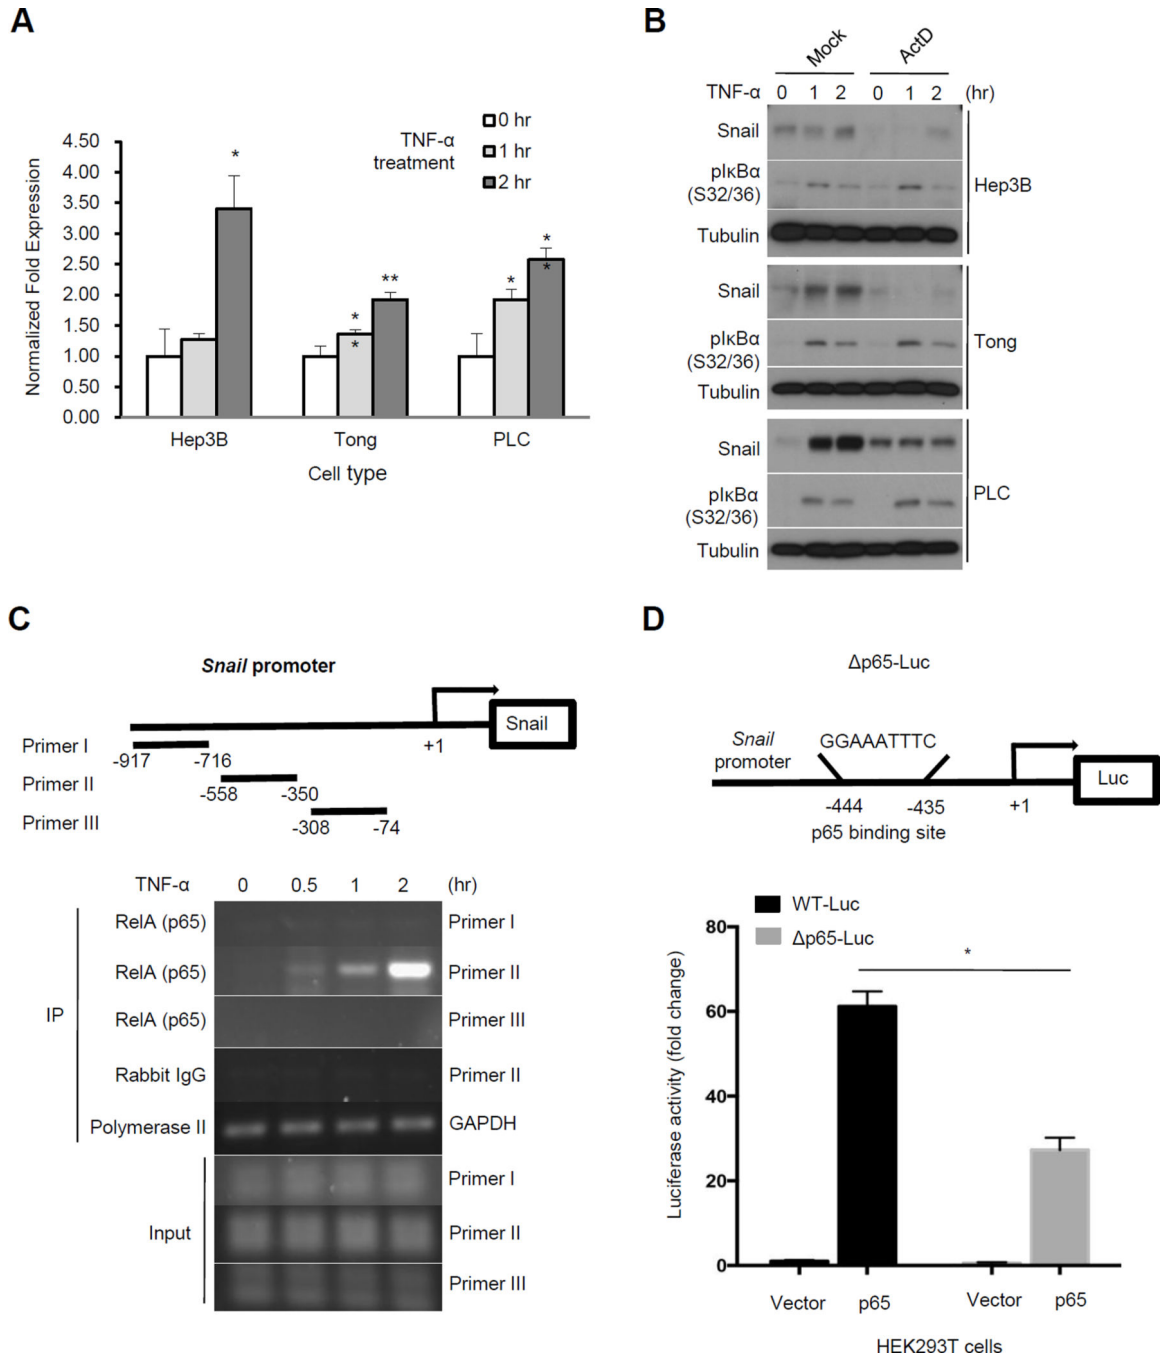 A
TNF-α treatment
0 hr
1 hr
2 hr
Normalized Fold Expression
4.50
4.00
3.50
3.00
2.50
2.00
1.50
1.00
0.50
0.00
*
*
*
**
*
*
*
Hep3B Tong PLC
Cell type
B
Mock ActD
TNF-α 0 1 2 0 1 2 (hr)
Snail
pIκBα (S32/36)
Tubulin
Hep3B
Snail
pIκBα (S32/36)
Tubulin
Tong
Snail
pIκBα (S32/36)
Tubulin
PLC
C
Snail promoter
Snail
+1
Primer I
-917 -716
Primer II
-558 -350
Primer III
-308 -74
TNF-α 0 0.5 1 2 (hr)
IP
RelA (p65) Primer I
RelA (p65) Primer II
RelA (p65) Primer III
Rabbit IgG Primer II
Polymerase II GAPDH
Input
Primer I
Primer II
Primer III
D
Δp65-Luc
Snail promoter
GGAAATTTC
Luc
-444 -435 +1
p65 binding site
WT-Luc
Δp65-Luc
Luciferase activity (fold change)
80
60
40
20
0
*
Vector p65 Vector p65
HEK293T cells